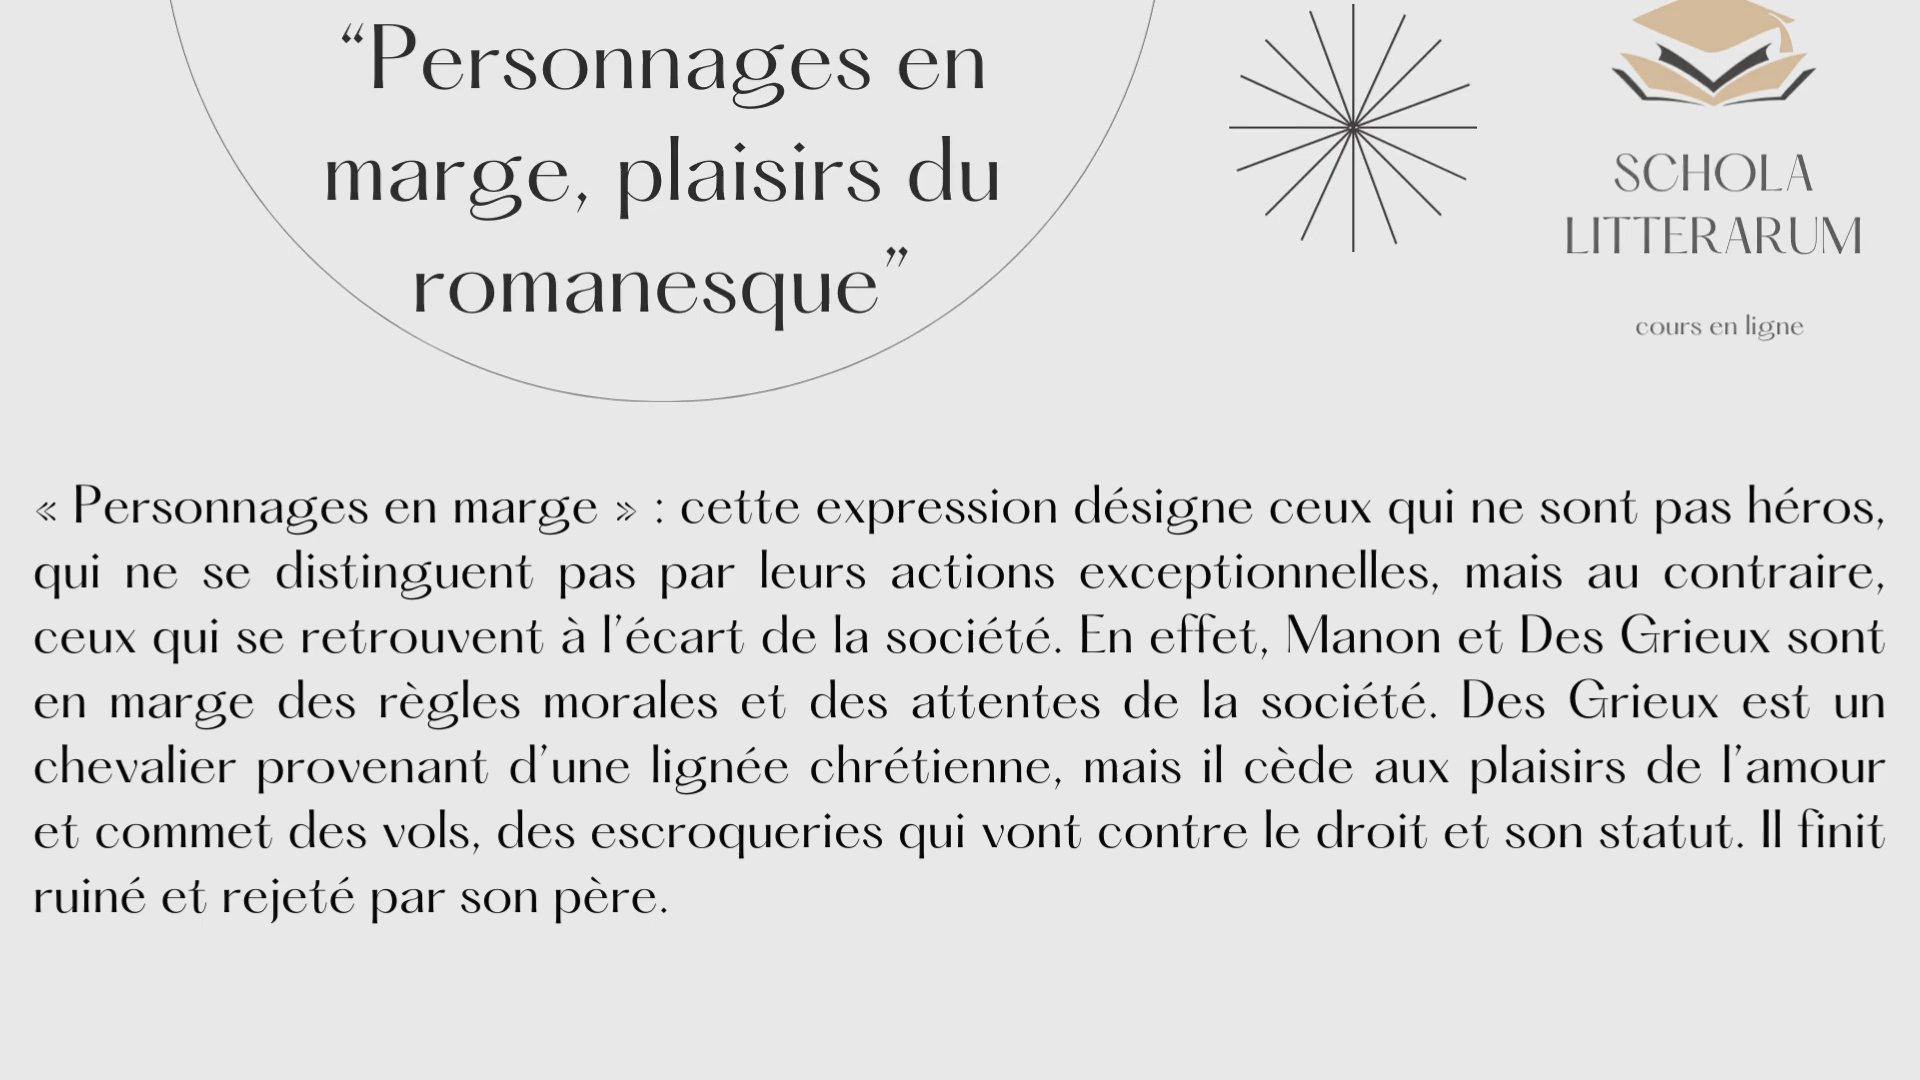 “Personnages en
marge, plaisirs du
romanesque”
SCHOLA
LITTERARUM
cours en ligne
« Personnages en marge » : cette expression désigne ceux qui ne sont pas héros,
qui ne se distinguent pas par leurs actions exceptionnelles, mais au contraire,
ceux qui se retrouvent à l’écart de la société. En effet, Manon et Des Grieux sont
en marge des règles morales et des attentes de la société. Des Grieux est un
chevalier provenant d’une lignée chrétienne, mais il cède aux plaisirs de l’amour
et commet des vols, des escroqueries qui vont contre le droit et son statut. Il finit
ruiné et rejeté par son père.